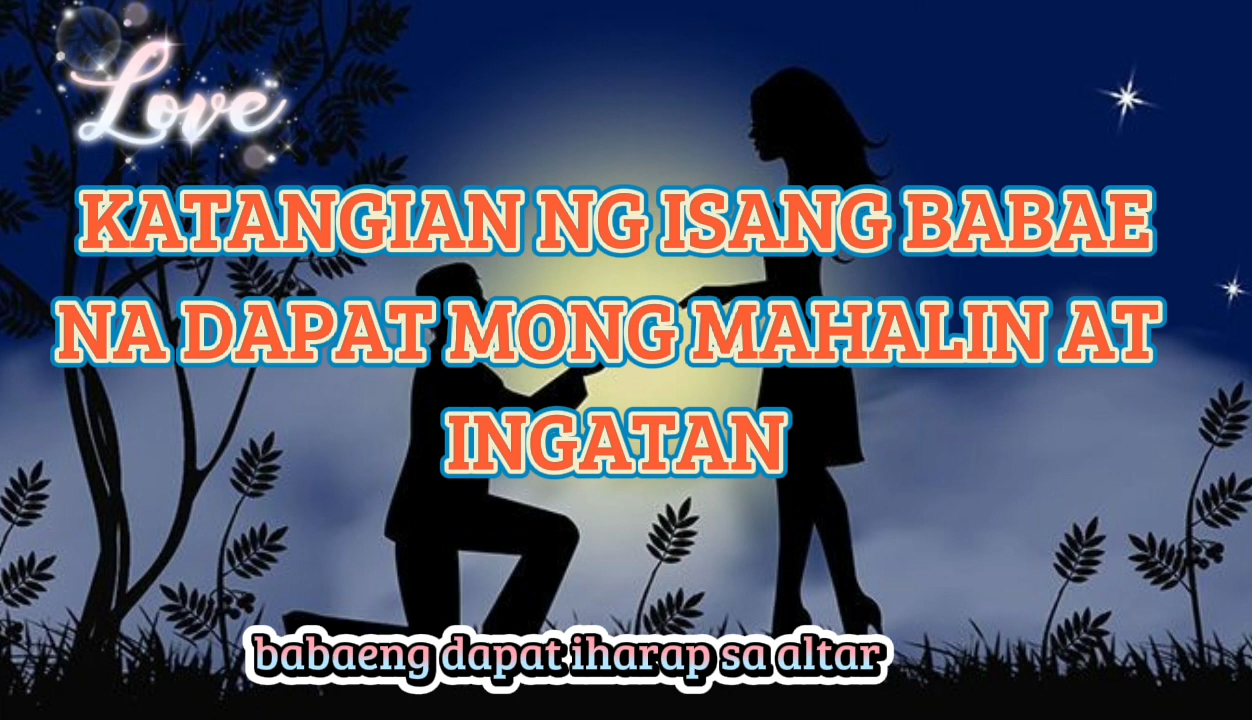 Love
KATANGIAN NG ISANG BABAE
NA DAPAT MONG MAHALIN AT
INGATAN
babaeng dapat iharap sa altar